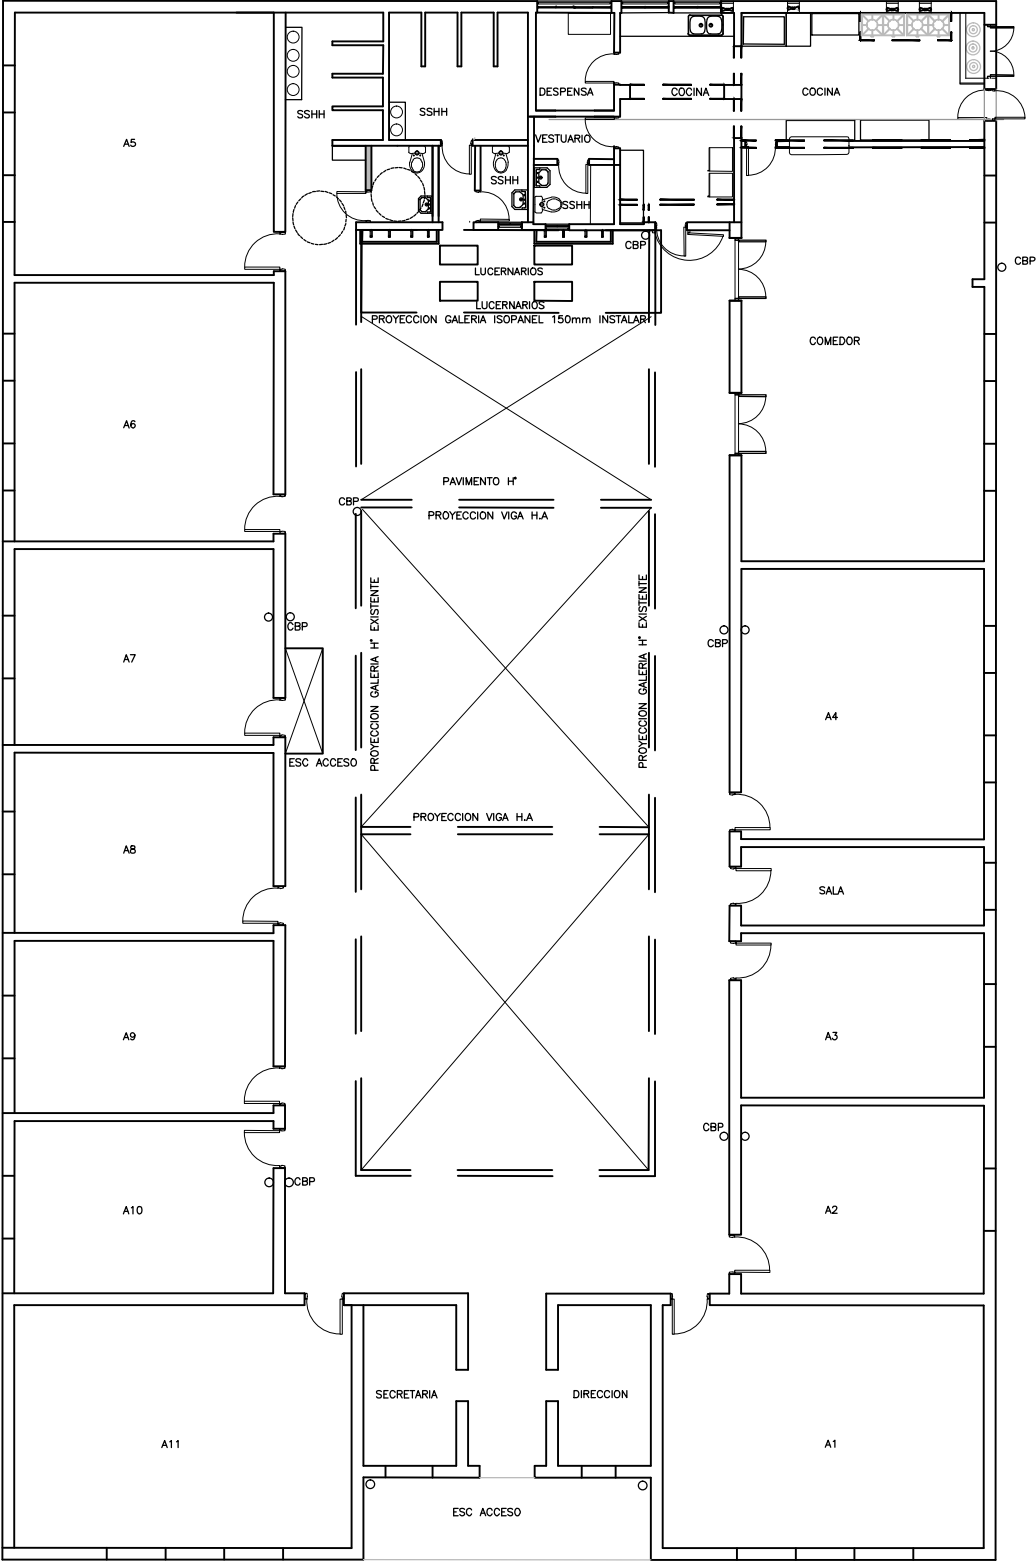 DESPENSA
COCINA
COCINA
SSHH
SSHH
A5
VESTUARIO
SSHH
SSHH
CBP
CBP
LUCERNARIOS
LUCERNARIOS
PROYECCION GALERIA ISOPANEL 150mm INSTALAR
COMEDOR
A6
PAVIMENTO H°
CBP
PROYECCION VIGA H.A
PROYECCION GALERIA H° EXISTENTE
PROYECCION GALERIA H° EXISTENTE
CBP
CBP
A7
A4
ESC ACCESO
PROYECCION VIGA H.A
A8
SALA
A9
A3
CBP
CBP
A10
A2
SECRETARIA
DIRECCION
A11
A1
ESC ACCESO